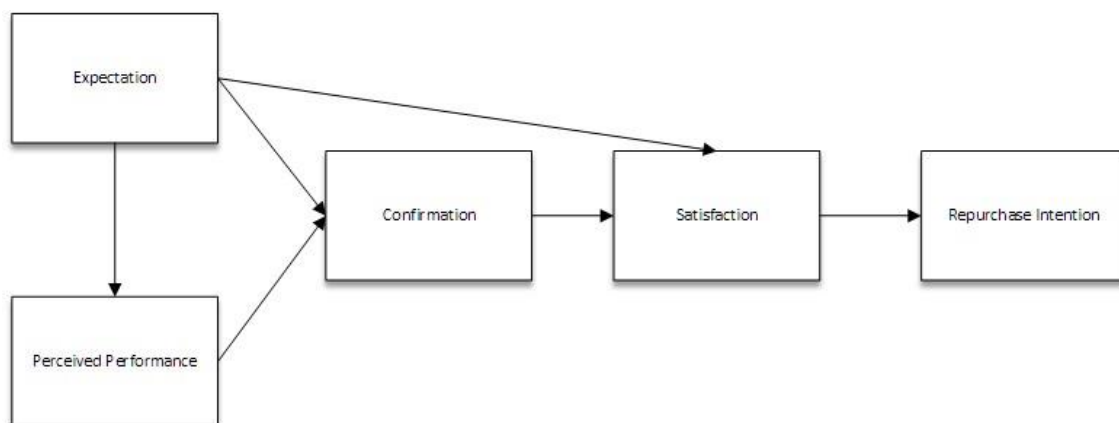 Expectation
Confirmation
Satisfaction
Repurchase Intention
Perceived Performance